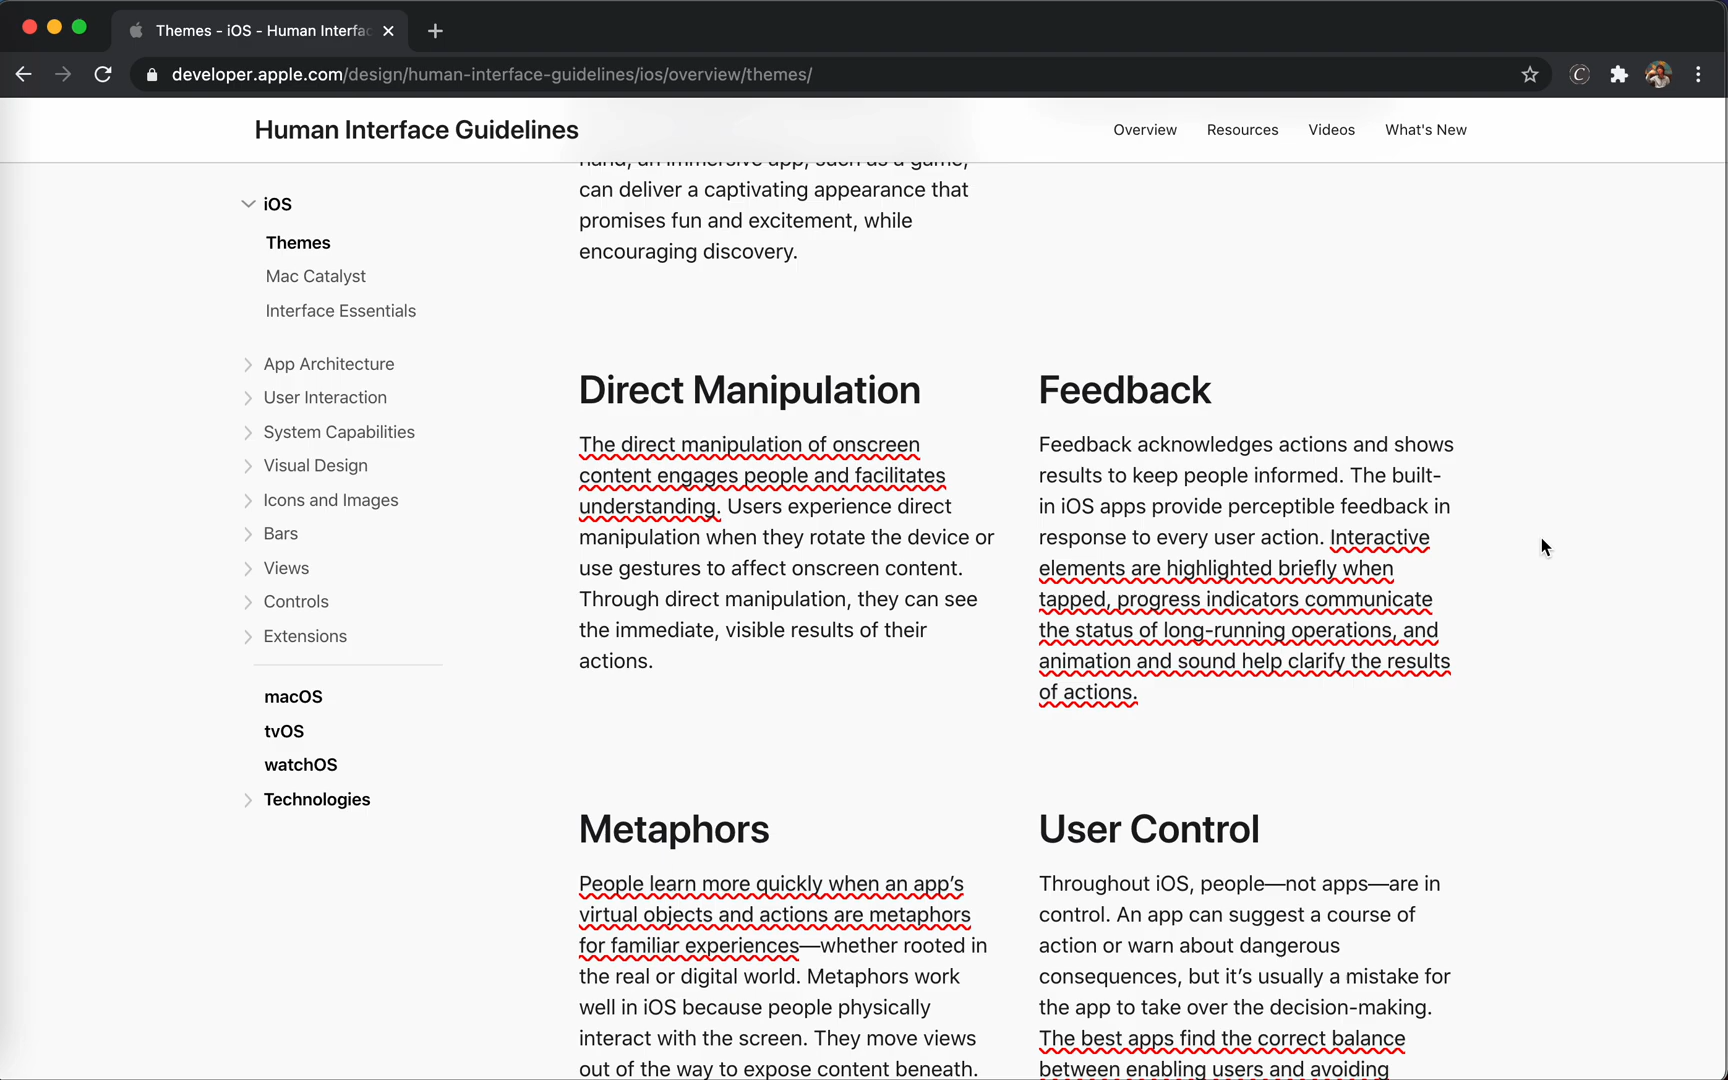 Themes - iOS - Human Interfac
developer.apple.com/design/human-interface-guidelines/ios/overview/themes/
Human Interface Guidelines
Overview
Resources
Videos
What's New
iOS
Themes
Mac Catalyst
Interface Essentials
App Architecture
User Interaction
System Capabilities
Visual Design
Icons and Images
Bars
Views
Controls
Extensions
macOS
tvOS
watchOS
Technologies
hand, an immersive app, such as a game,
can deliver a captivating appearance that
promises fun and excitement, while
encouraging discovery.
Direct Manipulation
The direct manipulation of onscreen
content engages people and facilitates
understanding. Users experience direct
manipulation when they rotate the device or
use gestures to affect onscreen content.
Through direct manipulation, they can see
the immediate, visible results of their
actions.
Feedback
Feedback acknowledges actions and shows
results to keep people informed. The built-
in iOS apps provide perceptible feedback in
response to every user action. Interactive
elements are highlighted briefly when
tapped, progress indicators communicate
the status of long-running operations, and
animation and sound help clarify the results
of actions.
Metaphors
People learn more quickly when an app’s
virtual objects and actions are metaphors
for familiar experiences—whether rooted in
the real or digital world. Metaphors work
well in iOS because people physically
interact with the screen. They move views
out of the way to expose content beneath.
User Control
Throughout iOS, people—not apps—are in
control. An app can suggest a course of
action or warn about dangerous
consequences, but it’s usually a mistake for
the app to take over the decision-making.
The best apps find the correct balance
between enabling users and avoiding